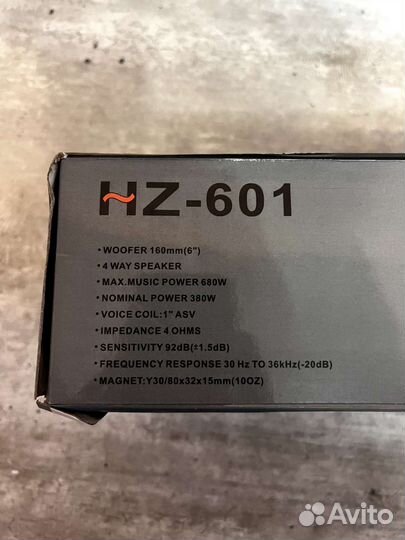 HZ-601
• WOOFER 160mm(6")
• 4 WAY SPEAKER
• MAX.MUSIC POWER 680W
• NOMINAL POWER 380W
• VOICE COIL:1" ASV
• IMPEDANCE 4 OHMS
• SENSITIVITY 92dB(±1.5dB)
• FREQUENCY RESPONSE 30 Hz TO 36kHz(-20dB)
• MAGNET:Y30/80x32x15mm(10OZ)
Avito